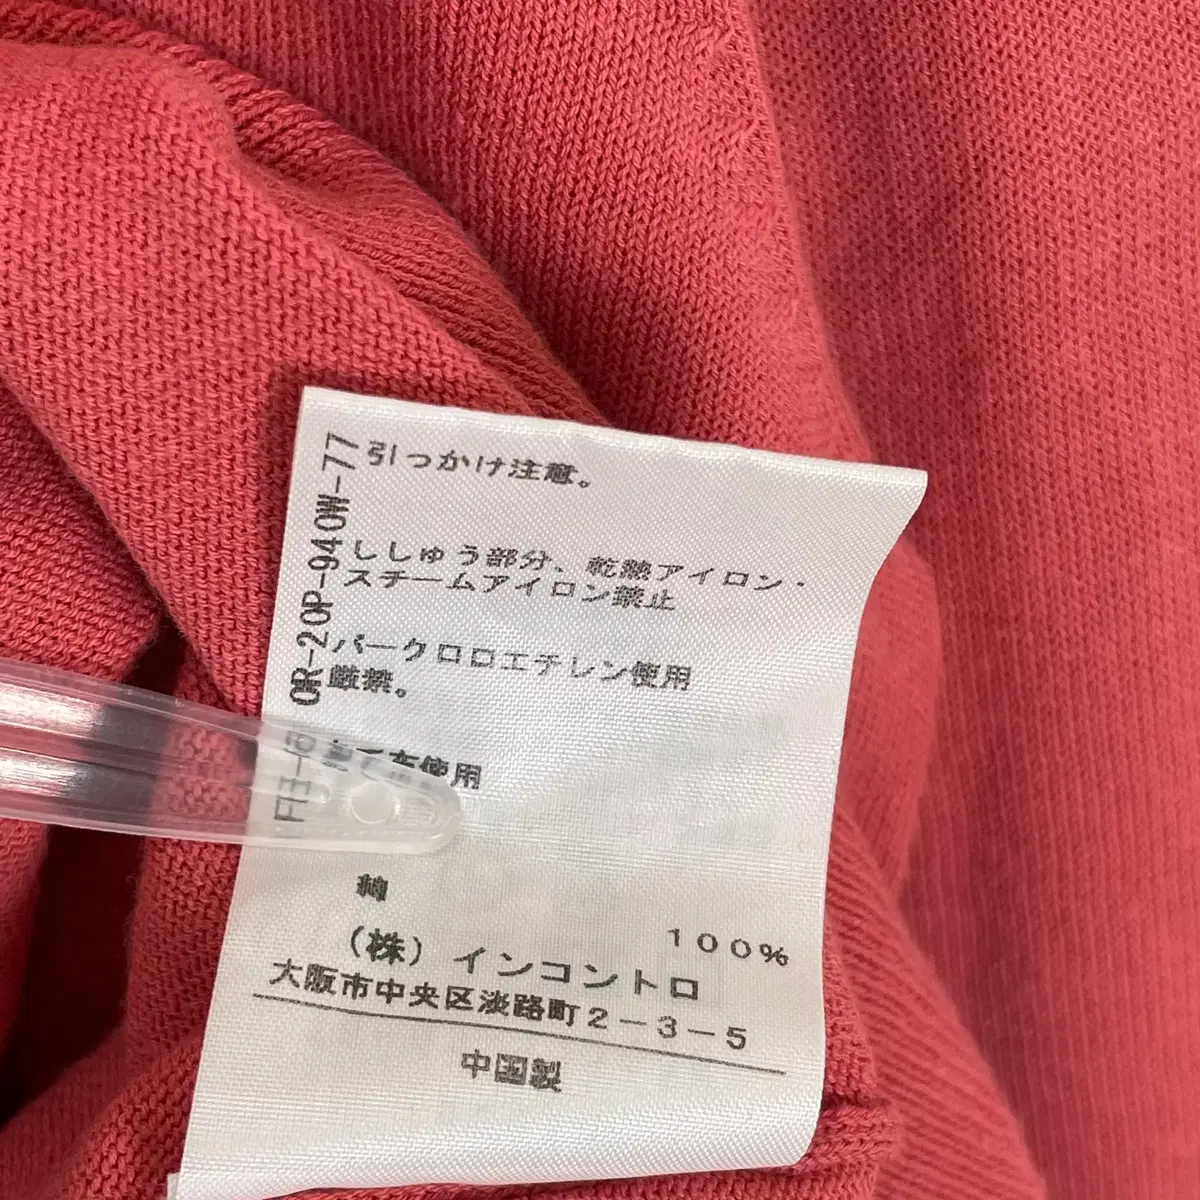 引っかけ注意。
ししゅう部分、乾熱アイロン・
スチームアイロン禁止
パークロロエチレン使用
厳禁。
使用
綿 100%
(株)インコントロ
大阪市中央区淡路町2-3-5
中国製
OR-20P-940W-77